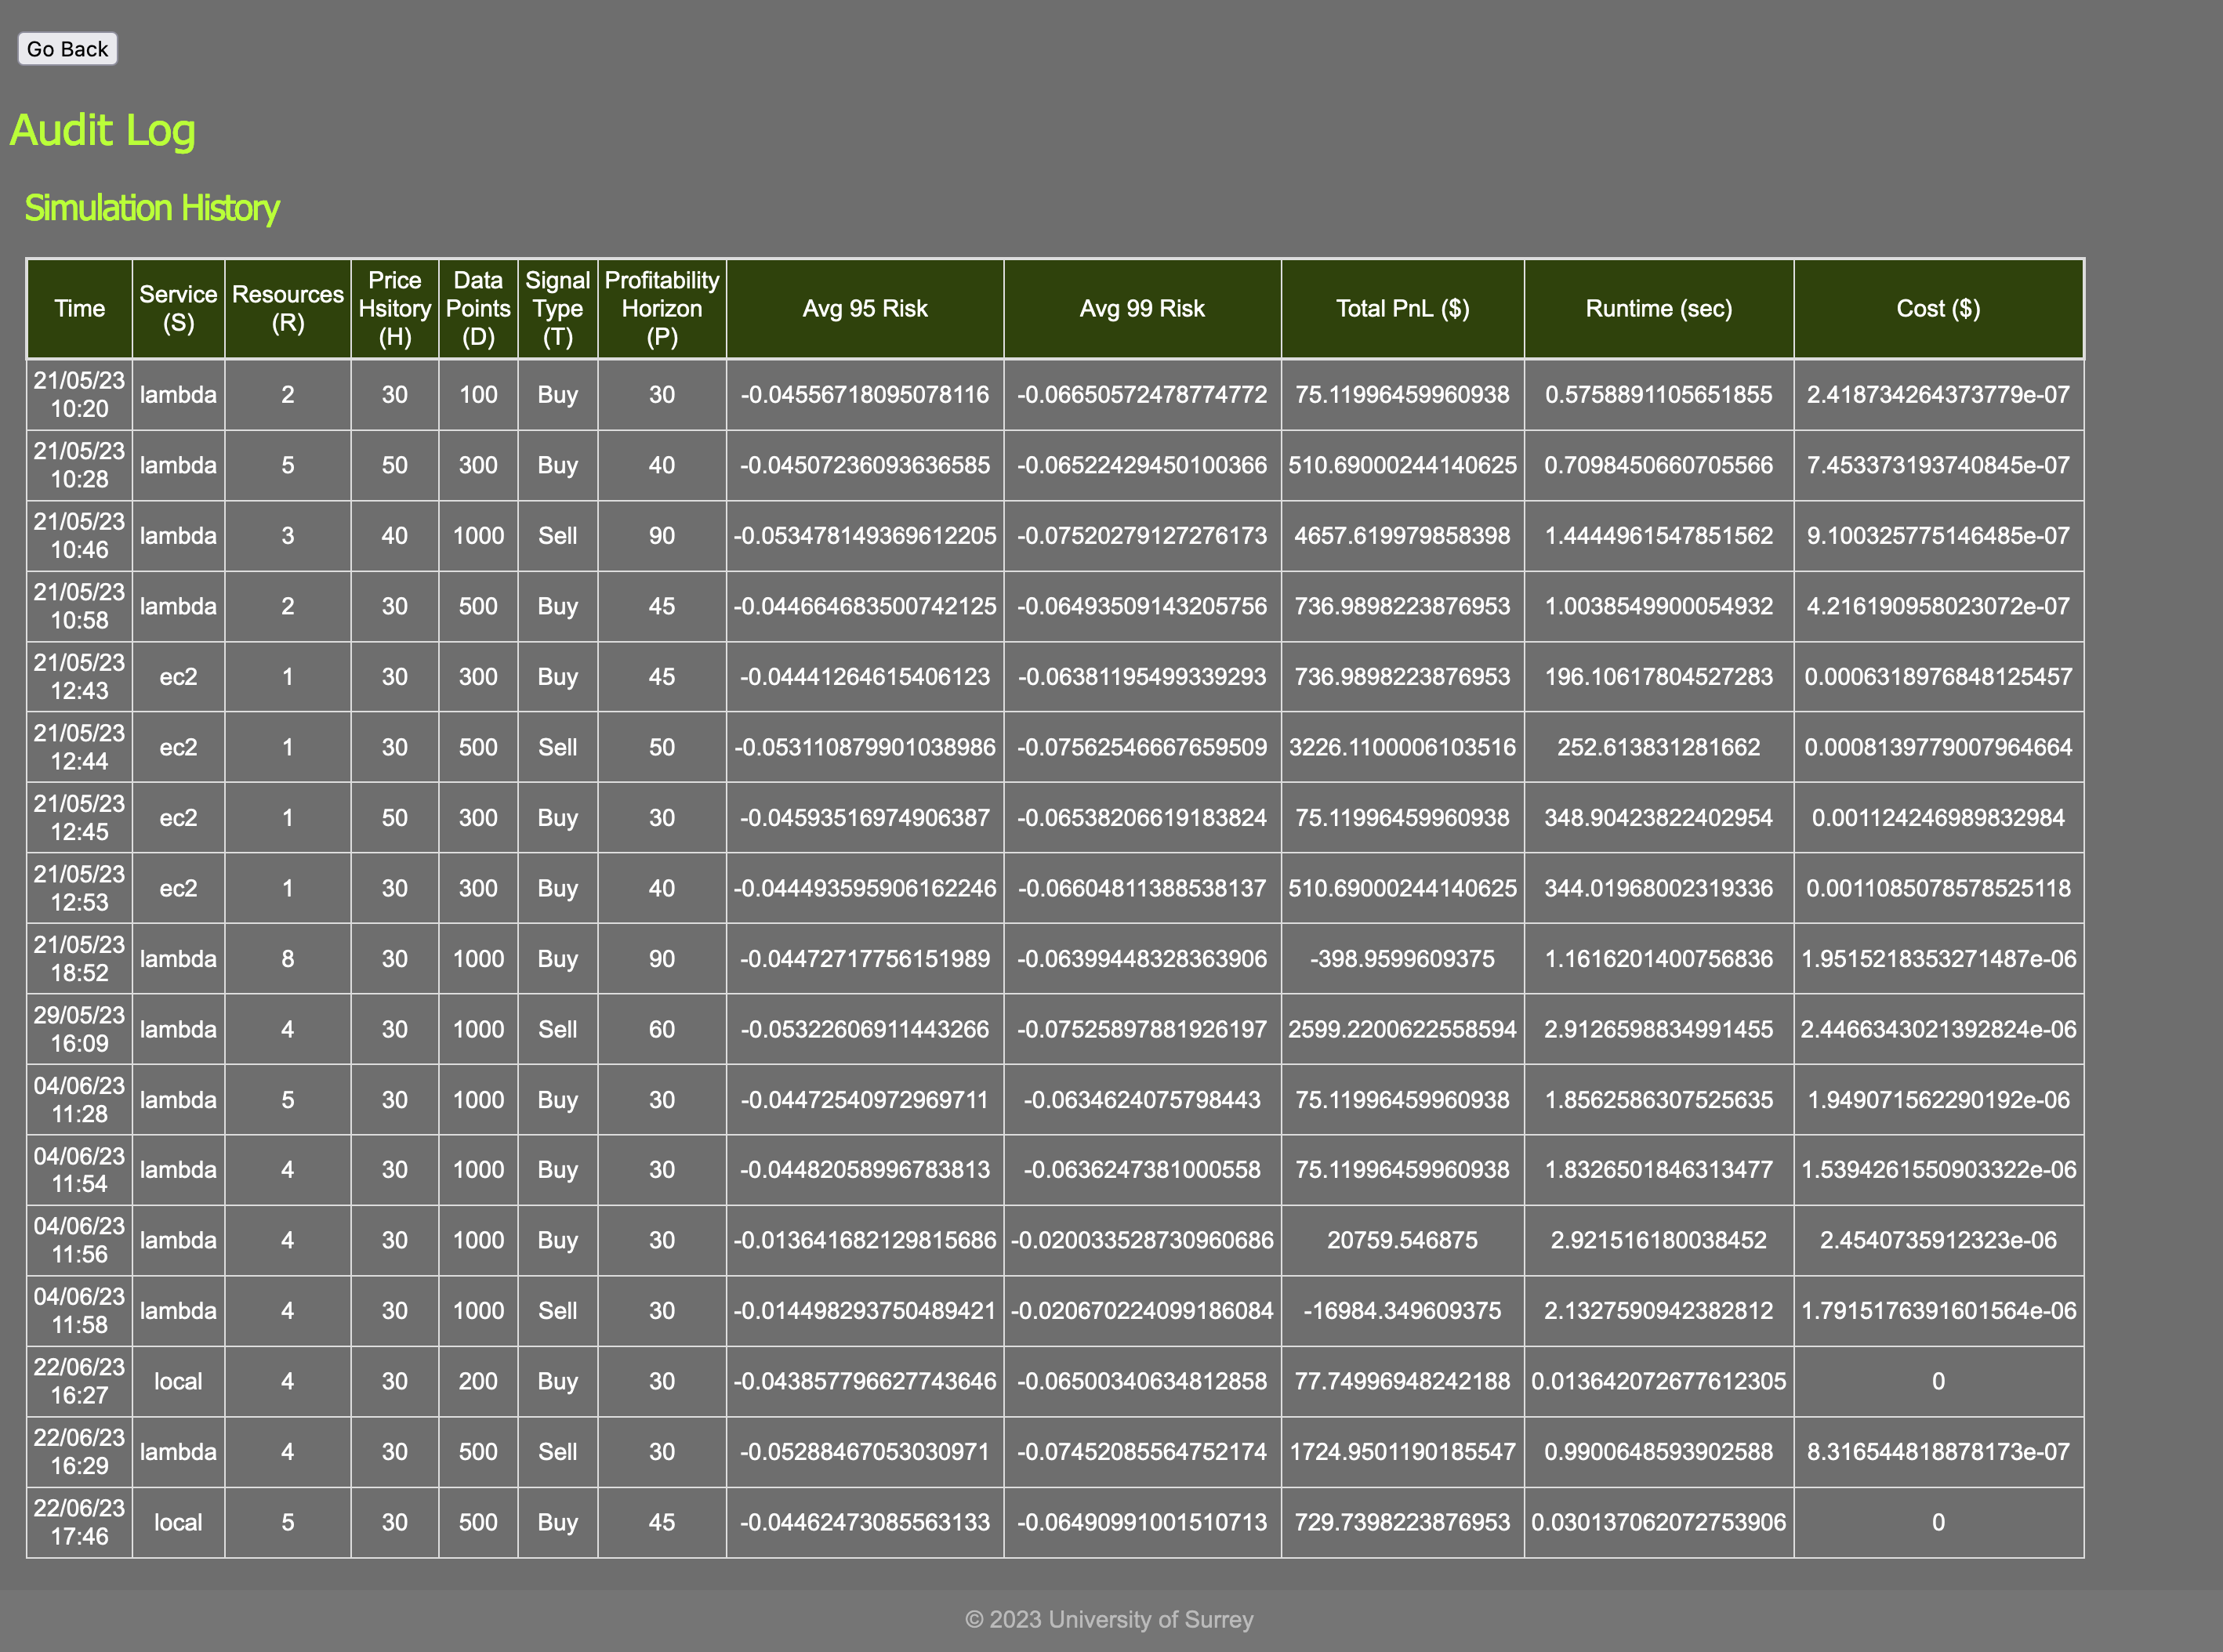 Go Back
Audit Log
Simulation History
Time Service (S) Resources (R) Price Hsitory (H) Data Points (D) Signal Type (T) Profitability Horizon (P) Avg 95 Risk Avg 99 Risk Total PnL ($) Runtime (sec) Cost ($)
21/05/23 10:20 lambda 2 30 100 Buy 30 -0.04556718095078116 -0.06650572478774772 75.11996459960938 0.5758891105651855 2.418734264373779e-07
21/05/23 10:28 lambda 5 50 300 Buy 40 -0.04507236093636585 -0.06522429450100366 510.69000244140625 0.7098450660705566 7.453373193740845e-07
21/05/23 10:46 lambda 3 40 1000 Sell 90 -0.053478149369612205 -0.07520279127276173 4657.619979858398 1.4444961547851562 9.100325775146485e-07
21/05/23 10:58 lambda 2 30 500 Buy 45 -0.044664683500742125 -0.06493509143205756 736.9898223876953 1.0038549900054932 4.216190958023072e-07
21/05/23 12:43 ec2 1 30 300 Buy 45 -0.04441264615406123 -0.06381195499339293 736.9898223876953 196.10617804527283 0.0006318976848125457
21/05/23 12:44 ec2 1 30 500 Sell 50 -0.053110879901038986 -0.07562546667659509 3226.1100006103516 252.613831281662 0.0008139779007964664
21/05/23 12:45 ec2 1 50 300 Buy 30 -0.04593516974906387 -0.06538206619183824 75.11996459960938 348.90423822402954 0.001124246989832984
21/05/23 12:53 ec2 1 30 300 Buy 40 -0.044493595906162246 -0.06604811388538137 510.69000244140625 344.01968002319336 0.0011085078578525118
21/05/23 18:52 lambda 8 30 1000 Buy 90 -0.04472717756151989 -0.06399448328363906 -398.9599609375 1.1616201400756836 1.9515218353271487e-06
29/05/23 16:09 lambda 4 30 1000 Sell 60 -0.05322606911443266 -0.07525897881926197 2599.2200622558594 2.9126598834991455 2.4466343021392824e-06
04/06/23 11:28 lambda 5 30 1000 Buy 30 -0.04472540972969711 -0.0634624075798443 75.11996459960938 1.8562586307525635 1.949071562290192e-06
04/06/23 11:54 lambda 4 30 1000 Buy 30 -0.04482058996783813 -0.0636247381000558 75.11996459960938 1.8326501846313477 1.5394261550903322e-06
04/06/23 11:56 lambda 4 30 1000 Buy 30 -0.013641682129815686 -0.020033528730960686 20759.546875 2.921516180038452 2.4540735912323e-06
04/06/23 11:58 lambda 4 30 1000 Sell 30 -0.014498293750489421 -0.020670224099186084 -16984.349609375 2.1327590942382812 1.7915176391601564e-06
22/06/23 16:27 local 4 30 200 Buy 30 -0.043857796627743646 -0.06500340634812858 77.74996948242188 0.013642072677612305 0
22/06/23 16:29 lambda 4 30 500 Sell 30 -0.05288467053030971 -0.07452085564752174 1724.9501190185547 0.9900648593902588 8.316544818878173e-07
22/06/23 17:46 local 5 30 500 Buy 45 -0.04462473085563133 -0.06490991001510713 729.7398223876953 0.030137062072753906 0
© 2023 University of Surrey